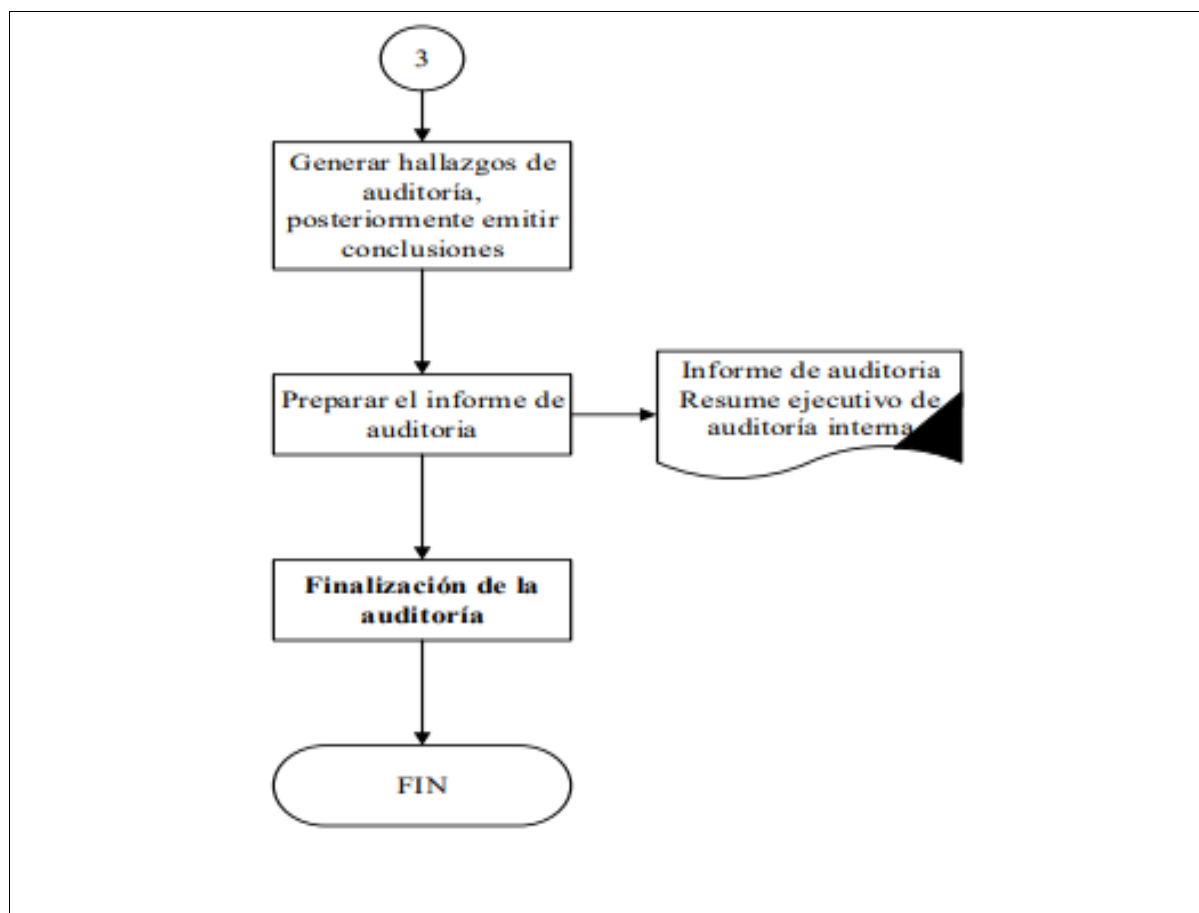 3
Generar hallazgos de
auditoría,
posteriormente emitir
conclusiones
Preparar el informe de
auditoria
Informe de auditoria
Resume ejecutivo de
auditoría interna
Finalización de la
auditoría
FIN